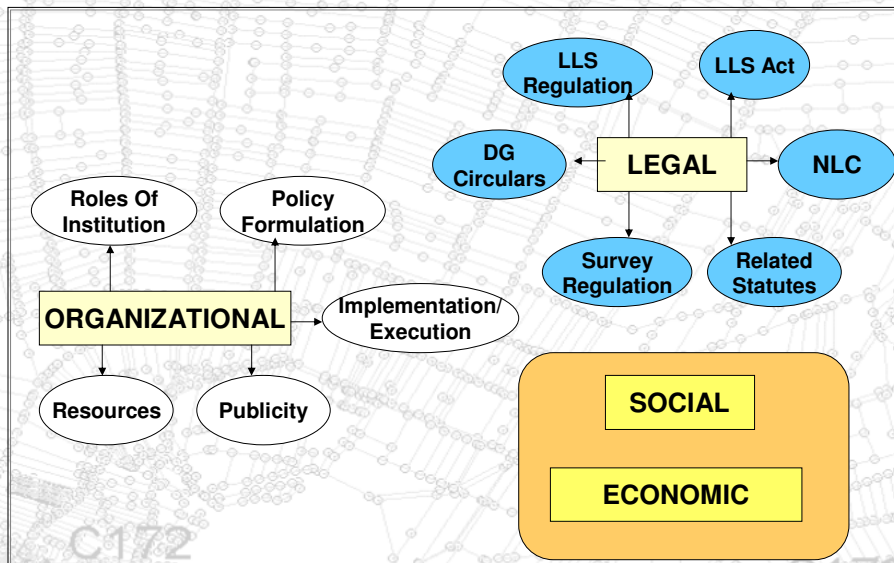 LLS
Regulation
LLS Act
DG
Circulars
LEGAL
NLC
Survey
Regulation
Related
Statutes
Roles Of
Institution
Policy
Formulation
ORGANIZATIONAL
Implementation/
Execution
Resources
Publicity
SOCIAL
ECONOMIC
C172